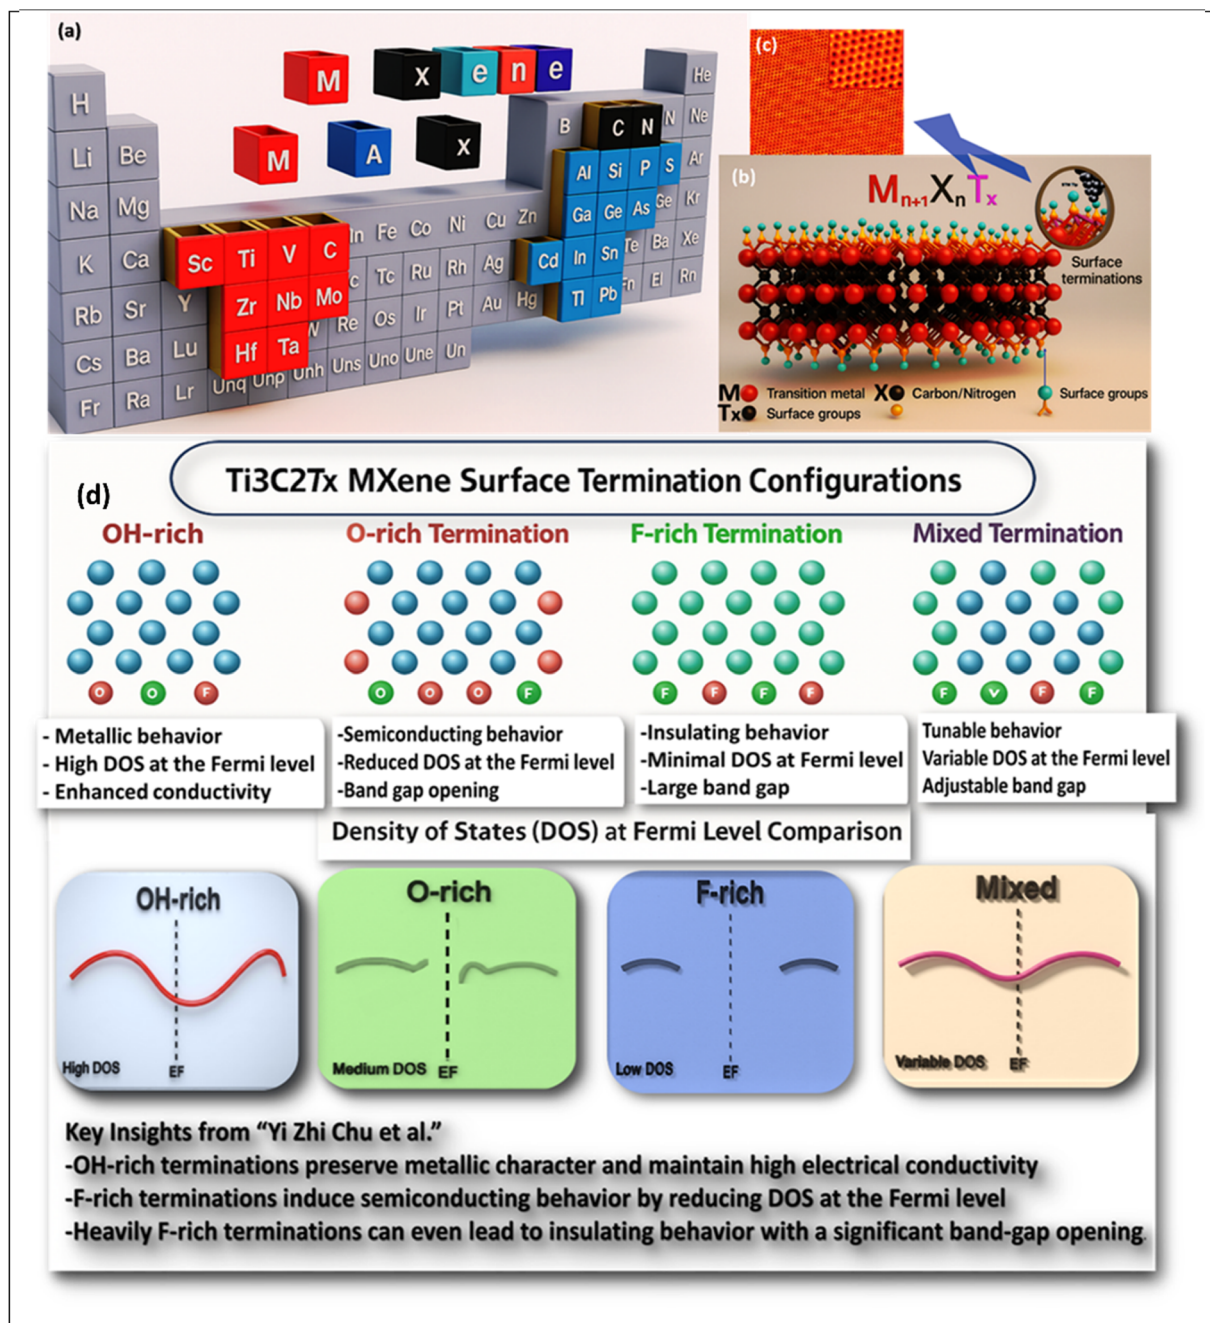 (a)
M X e n e
M A X
H He
Li Be B C N N Ne
Na Mg Al Si P S Ar
K Ca Sc Ti V C In Fe Co Ni Cu Zn Ga Ge As Ge Kr
Rb Sr Y Zr Nb Mo Tc Ru Rh Ag Cd In Sn Te Ba Xe
Cs Ba Lu Hf Ta W Re Os Ir Pt Au Hg Tl Pb El Rn
Fr Ra Lr Unq Unp Unh Uns Uno Une Un
(c)
(b)
Mn+1XnTx
Surface
terminations
M Transition metal X Carbon/Nitrogen Surface groups
Tx Surface groups
(d)
Ti3C2Tx MXene Surface Termination Configurations
OH-rich O-rich Termination F-rich Termination Mixed Termination
O O F O O O F F F F F F V F F
- Metallic behavior
- High DOS at the Fermi level
- Enhanced conductivity
-Semiconducting behavior
-Reduced DOS at the Fermi level
-Band gap opening
-Insulating behavior
-Minimal DOS at Fermi level
-Large band gap
Tunable behavior
Variable DOS at the Fermi level
Adjustable band gap
Density of States (DOS) at Fermi Level Comparison
OH-rich
High DOS EF
O-rich
Medium DOS EF
F-rich
Low DOS EF
Mixed
Variable DOS EF
Key Insights from “Yi Zhi Chu et al.”
-OH-rich terminations preserve metallic character and maintain high electrical conductivity
-F-rich terminations induce semiconducting behavior by reducing DOS at the Fermi level
-Heavily F-rich terminations can even lead to insulating behavior with a significant band-gap opening